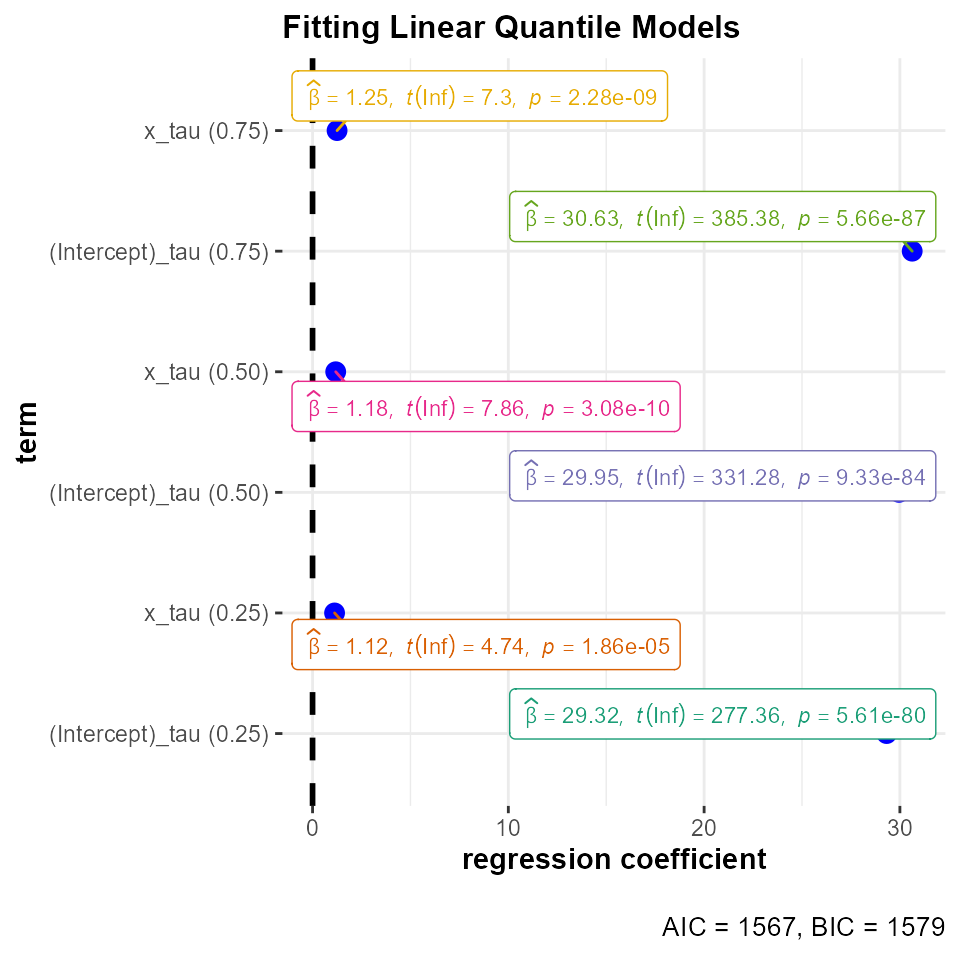 Fitting Linear Quantile Models
β̂ = 1.25, t(Inf) = 7.3, p = 2.28e-09
x_tau (0.75)
β̂ = 30.63, t(Inf) = 385.38, p = 5.66e-87
(Intercept)_tau (0.75)
x_tau (0.50)
β̂ = 1.18, t(Inf) = 7.86, p = 3.08e-10
term
β̂ = 29.95, t(Inf) = 331.28, p = 9.33e-84
(Intercept)_tau (0.50)
x_tau (0.25)
β̂ = 1.12, t(Inf) = 4.74, p = 1.86e-05
β̂ = 29.32, t(Inf) = 277.36, p = 5.61e-80
(Intercept)_tau (0.25)
0 10 20 30
regression coefficient
AIC = 1567, BIC = 1579